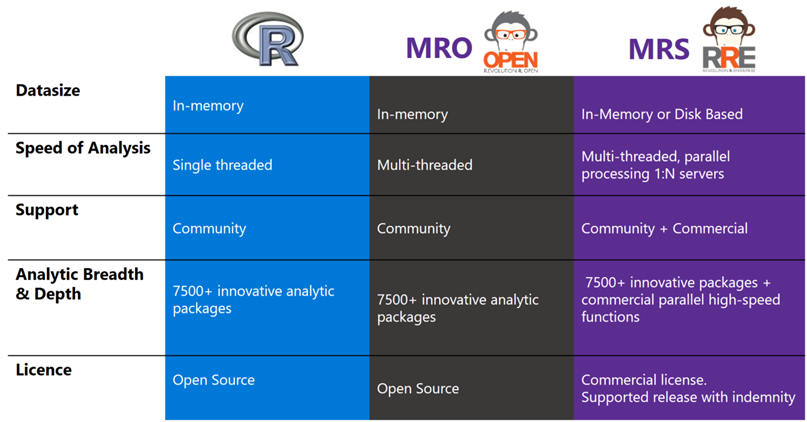 R
MRO
OPEN
REVOLUTION R OPEN
MRS
RRE
REVOLUTION R ENTERPRISE
Datasize
In-memory
In-memory
In-Memory or Disk Based
Speed of Analysis
Single threaded
Multi-threaded
Multi-threaded, parallel
processing 1:N servers
Support
Community
Community
Community + Commercial
Analytic Breadth
& Depth
7500+ innovative analytic
packages
7500+ innovative analytic
packages
7500+ innovative packages +
commercial parallel high-speed
functions
Licence
Open Source
Open Source
Commercial license.
Supported release with indemnity